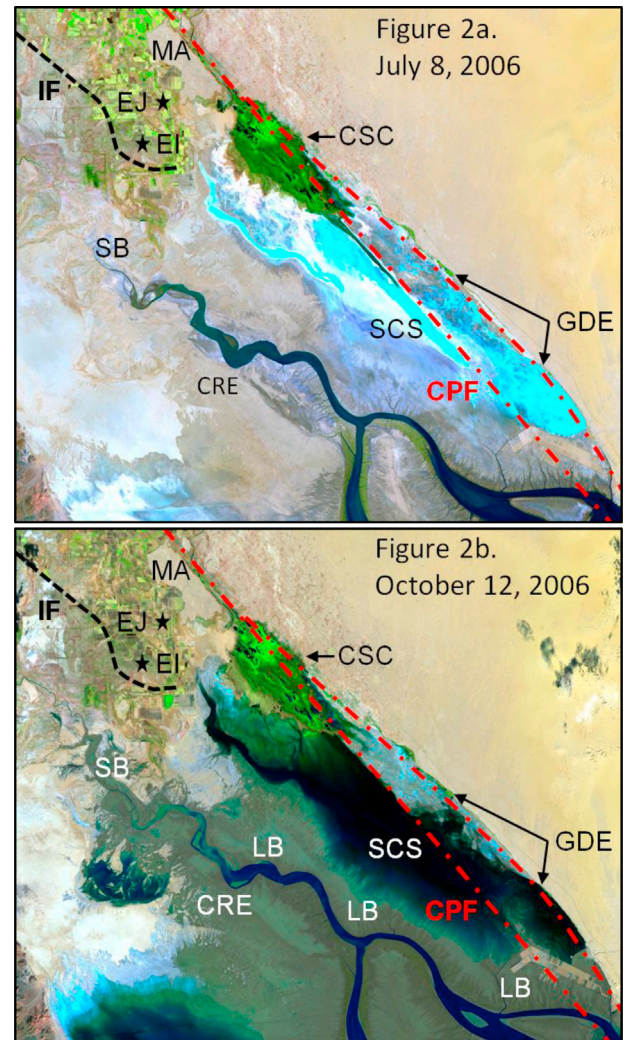 Figure 2a.
July 8, 2006
MA
IF
EJ
EI
CSC
SB
SCS
GDE
CRE
CPF
Figure 2b.
October 12, 2006
MA
IF
EJ
EI
CSC
SB
LB
SCS
GDE
CRE
LB
CPF
LB